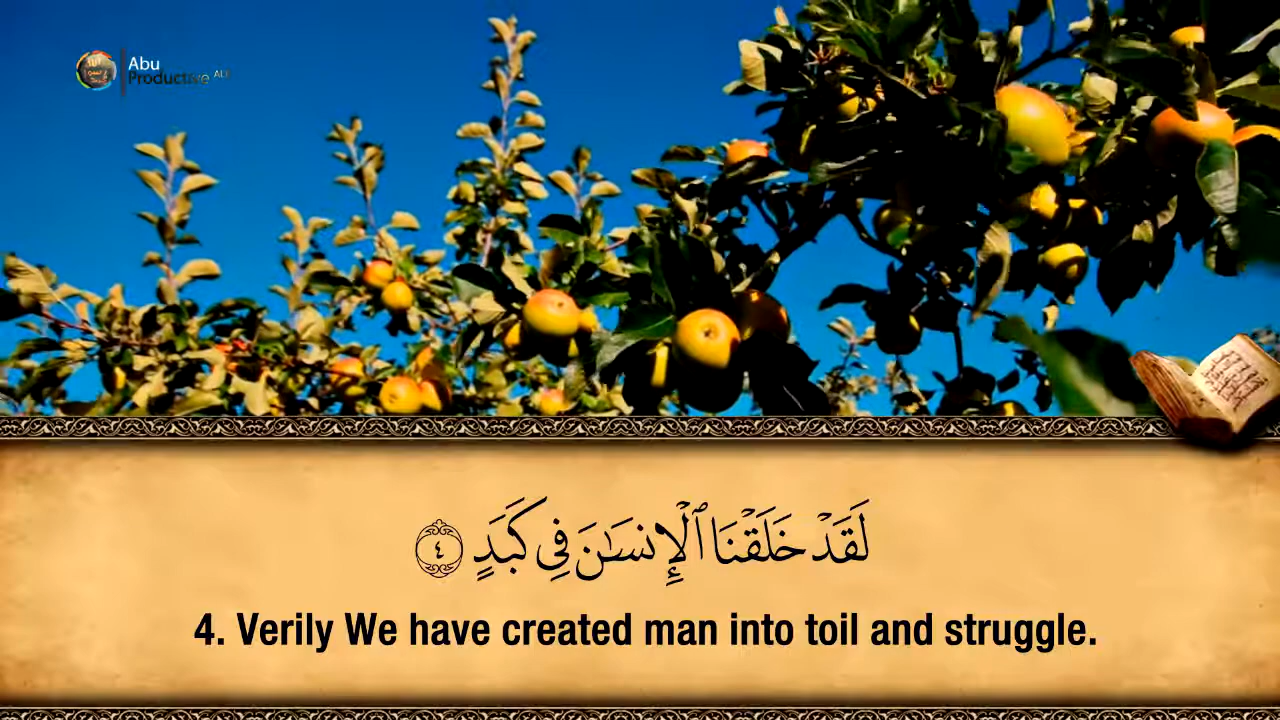 Abu
Productive
لَقَدْ خَلَقْنَا ٱلْإِنسَـٰنَ فِى كَبَدٍ ٤
4. Verily We have created man into toil and struggle.